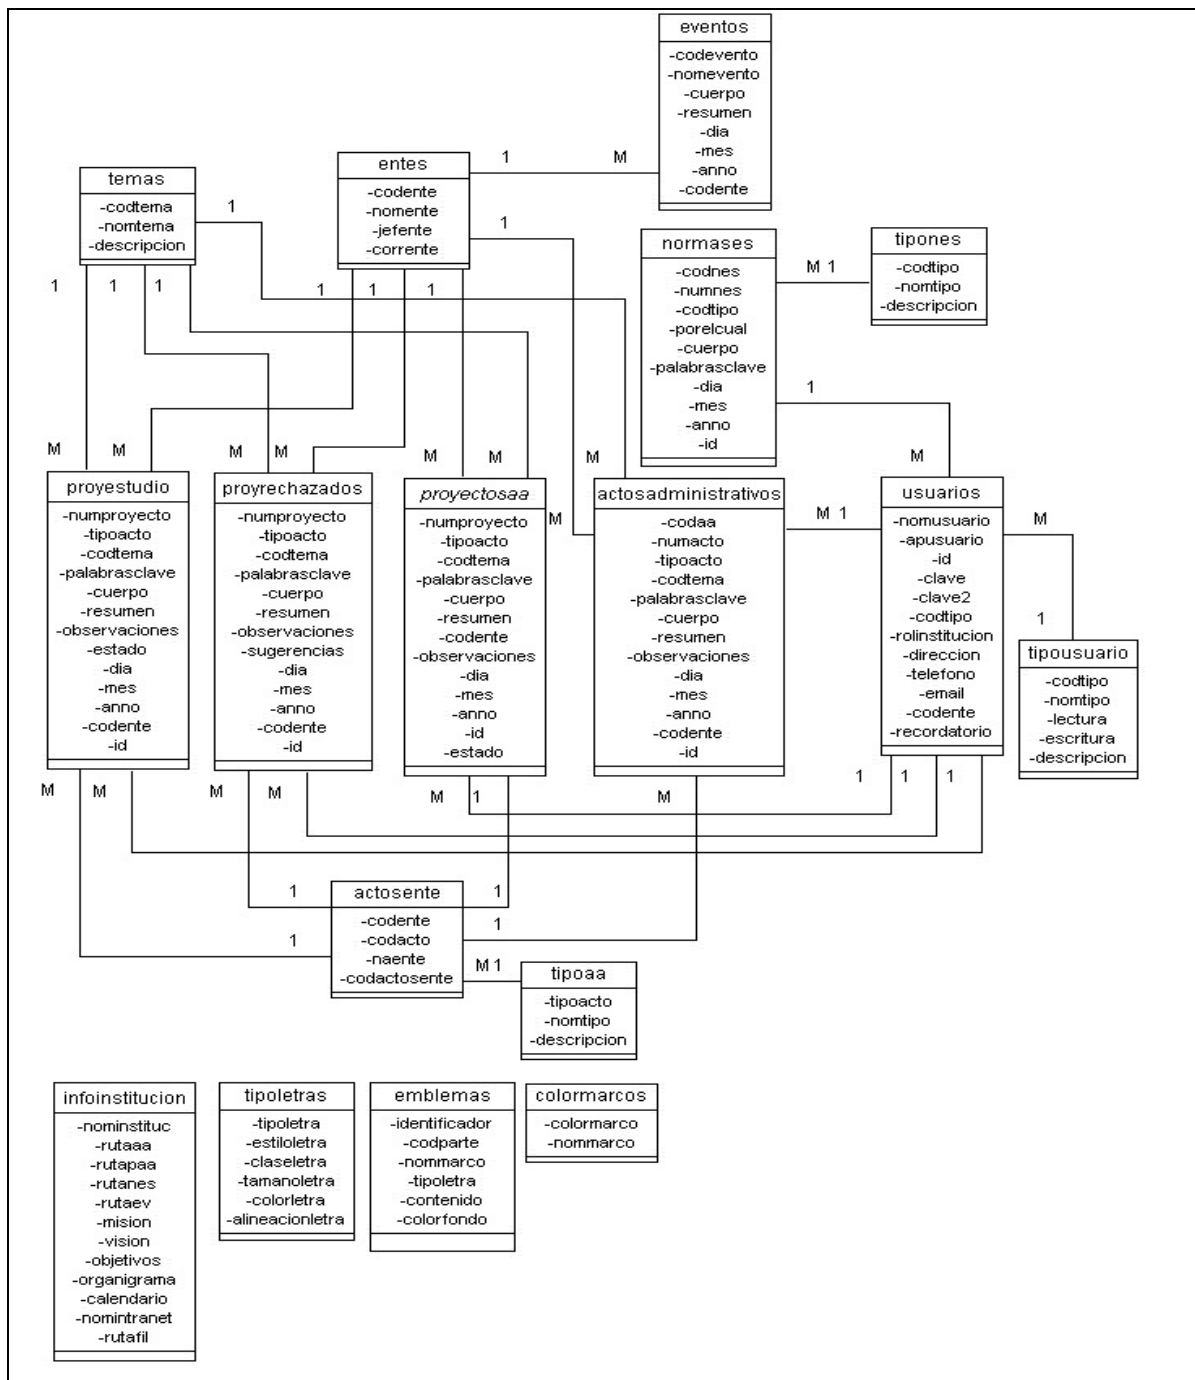 eventos
-codevento
-nomevento
-cuerpo
-resumen
-dia
-mes
-anno
-codente
temas
-codtema
-nomtema
-descripcion
entes
-codente
-nomente
-jefente
-corrente
1
M
1
1
normases
-codnes
-numnes
-codtipo
-porelcual
-cuerpo
-palabrasclave
-dia
-mes
-anno
-id
tipones
-codtipo
-nomtipo
-descripcion
M 1
1
1
1
1
1
1
1
M
M
M
M
M
M
M
M
M
proyestudio
-numproyecto
-tipoacto
-codtema
-palabrasclave
-cuerpo
-resumen
-observaciones
-estado
-dia
-mes
-anno
-codente
-id
proyrechazados
-numproyecto
-tipoacto
-codtema
-palabrasclave
-cuerpo
-resumen
-observaciones
-sugerencias
-dia
-mes
-anno
-codente
-id
proyectosaa
-numproyecto
-tipoacto
-codtema
-palabrasclave
-cuerpo
-resumen
-codente
-observaciones
-dia
-mes
-anno
-id
-estado
actosadministrativos
-codaa
-numacto
-tipoacto
-codtema
-palabrasclave
-cuerpo
-resumen
-observaciones
-dia
-mes
-anno
-codente
-id
M 1
usuarios
-nomusuario
-apusuario
-id
-clave
-clave2
-codtipo
-rolinstitucion
-direccion
-telefono
-email
-codente
-recordatorio
M
1
tipousuario
-codtipo
-nomtipo
-lectura
-escritura
-descripcion
M
M
M
M
M
1
M
1
1
1
actosente
-codente
-codacto
-naente
-codactosente
1
1
1
1
M 1
tipoaa
-tipoacto
-nomtipo
-descripcion
infoinstitucion
-nominstituc
-rutaaa
-rutapaa
-rutanes
-rutaev
-mision
-vision
-objetivos
-organigrama
-calendario
-nomintranet
-rutafil
tipoletras
-tipoletra
-estiloletra
-claseletra
-tamanoletra
-colorletra
-alineacionletra
emblemas
-identificador
-codparte
-nommarco
-tipoletra
-contenido
-colorfondo
colormarcos
-colormarco
-nommarco